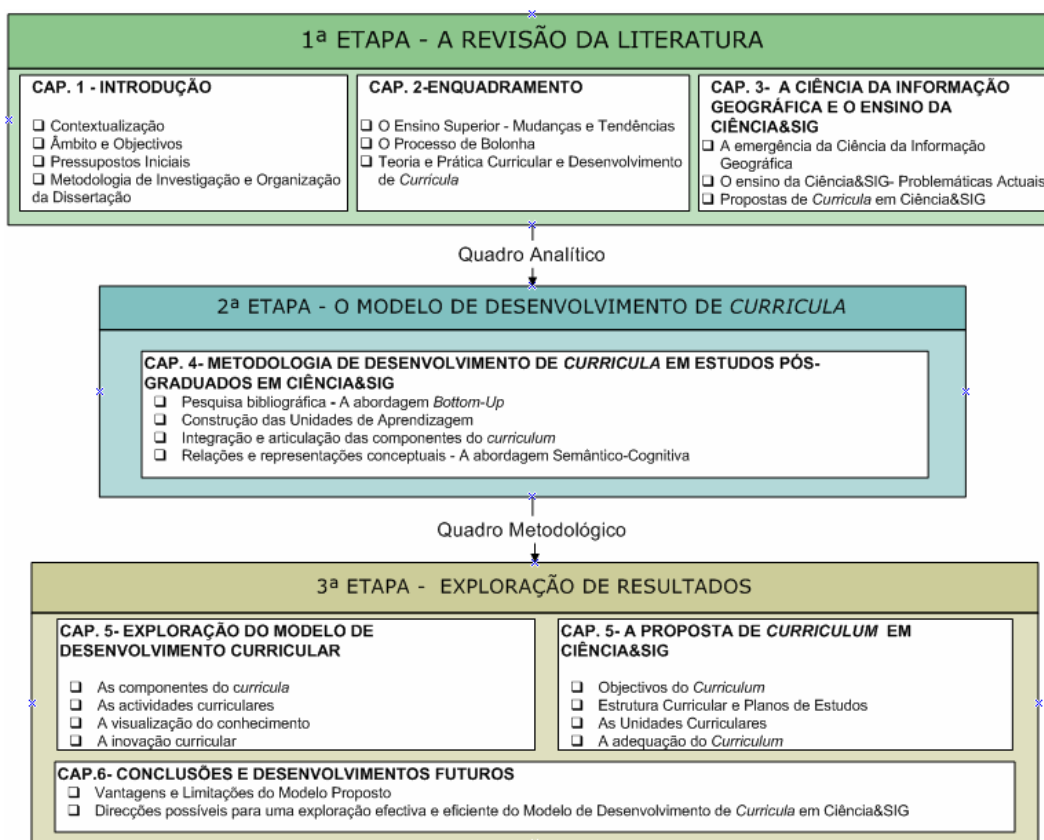 1ª ETAPA - A REVISÃO DA LITERATURA
CAP. 1 - INTRODUÇÃO
❑ Contextualização
❑ Âmbito e Objectivos
❑ Pressupostos Iniciais
❑ Metodologia de Investigação e Organização
da Dissertação
CAP. 2-ENQUADRAMENTO
❑ O Ensino Superior - Mudanças e Tendências
❑ O Processo de Bolonha
❑ Teoria e Prática Curricular e Desenvolvimento
de Curricula
CAP. 3- A CIÊNCIA DA INFORMAÇÃO
GEOGRÁFICA E O ENSINO DA
CIÊNCIA&SIG
❑ A emergência da Ciência da Informação
Geográfica
❑ O ensino da Ciência&SIG- Problemáticas Actuais
❑ Propostas de Curricula em Ciência&SIG
Quadro Analítico
2ª ETAPA - O MODELO DE DESENVOLVIMENTO DE CURRICULA
CAP. 4- METODOLOGIA DE DESENVOLVIMENTO DE CURRICULA EM ESTUDOS PÓS-
GRADUADOS EM CIÊNCIA&SIG
❑ Pesquisa bibliográfica - A abordagem Bottom-Up
❑ Construção das Unidades de Aprendizagem
❑ Integração e articulação das componentes do curriculum
❑ Relações e representações conceptuais - A abordagem Semântico-Cognitiva
Quadro Metodológico
3ª ETAPA - EXPLORAÇÃO DE RESULTADOS
CAP. 5- EXPLORAÇÃO DO MODELO DE
DESENVOLVIMENTO CURRICULAR
❑ As componentes do curricula
❑ As actividades curriculares
❑ A visualização do conhecimento
❑ A inovação curricular
CAP. 5- A PROPOSTA DE CURRICULUM EM
CIÊNCIA&SIG
❑ Objectivos do Curriculum
❑ Estrutura Curricular e Planos de Estudos
❑ As Unidades Curriculares
❑ A adequação do Curriculum
CAP.6- CONCLUSÕES E DESENVOLVIMENTOS FUTUROS
❑ Vantagens e Limitações do Modelo Proposto
❑ Direcções possíveis para uma exploração efectiva e eficiente do Modelo de Desenvolvimento de Curricula em Ciência&SIG